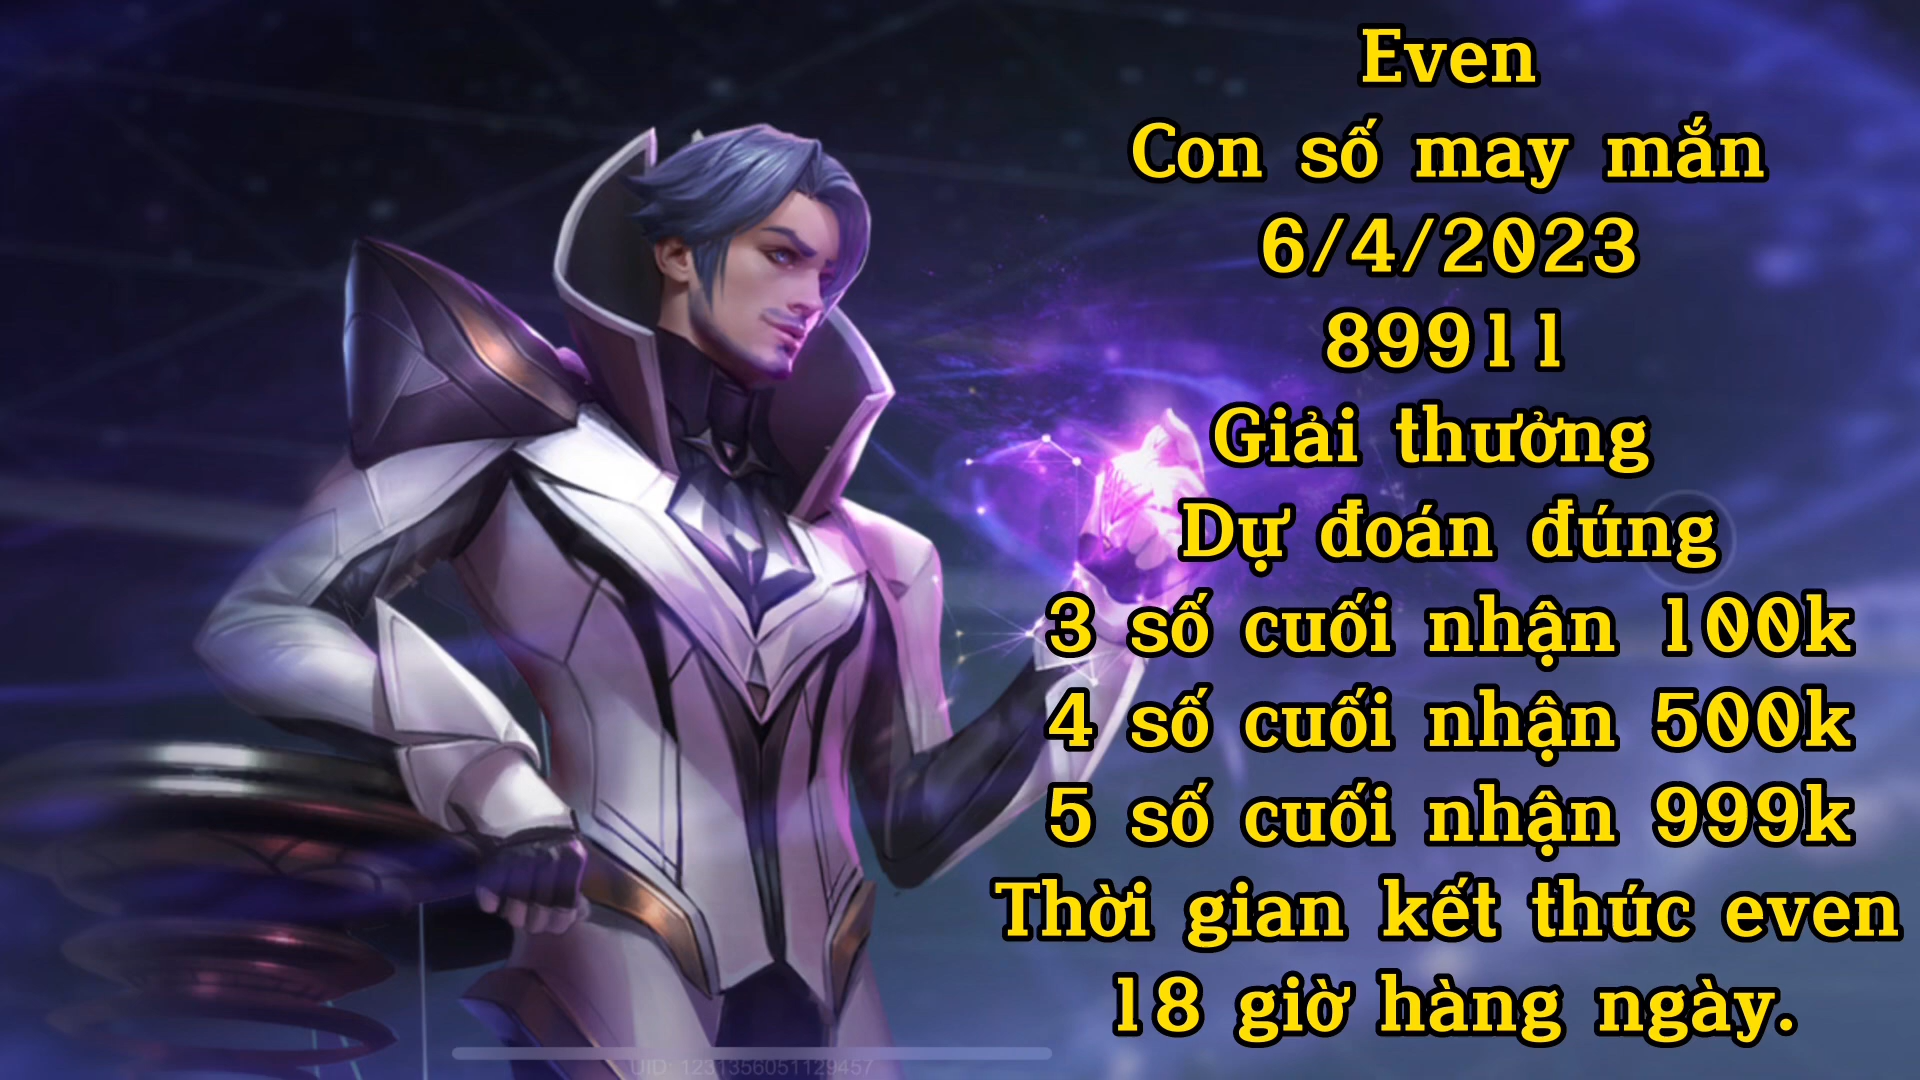 Even
Con số may mắn
6/4/2023
89911
Giải thưởng
Dự đoán đúng
3 số cuối nhận 100k
4 số cuối nhận 500k
5 số cuối nhận 999k
Thời gian kết thúc even
18 giờ hàng ngày.
UID: 1231356051129457